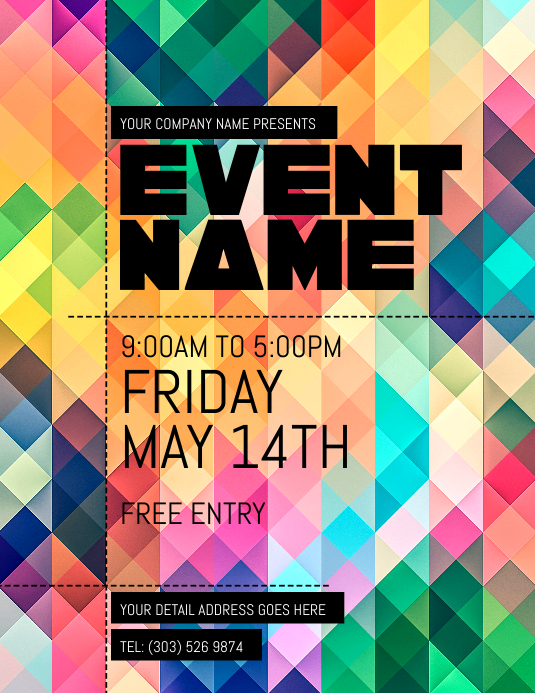 YOUR COMPANY NAME PRESENTS
EVENT
NAME
9:00AM TO 5:00PM
FRIDAY
MAY 14TH
FREE ENTRY
YOUR DETAIL ADDRESS GOES HERE
TEL: (303) 526 9874